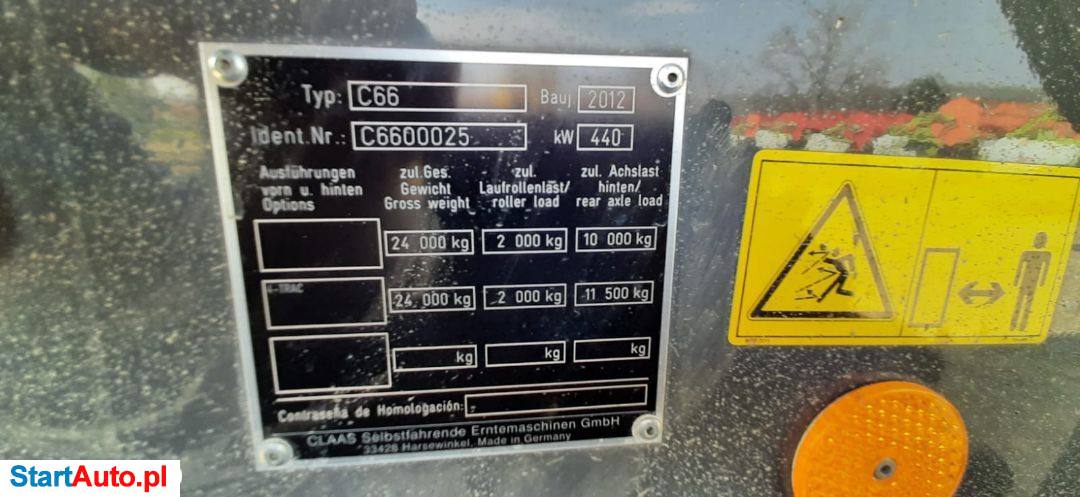 Typ: C66 Bauj 2012
Ident.Nr.: C6600025 kW 440
Ausführungen vorn u. hinten Options
zul.Ges. Gewicht Gross weight
zul. Laufrollenlast/ roller load
zul. Achslast hinten/ rear axle load
24 000 kg 2 000 kg 10 000 kg
4-TRAC
24 000 kg 2 000 kg 11 500 kg
kg kg kg
Contraseña de Homologación:
CLAAS Selbstfahrende Erntemaschinen GmbH
33428 Harsewinkel, Made in Germany
StartAuto.pl